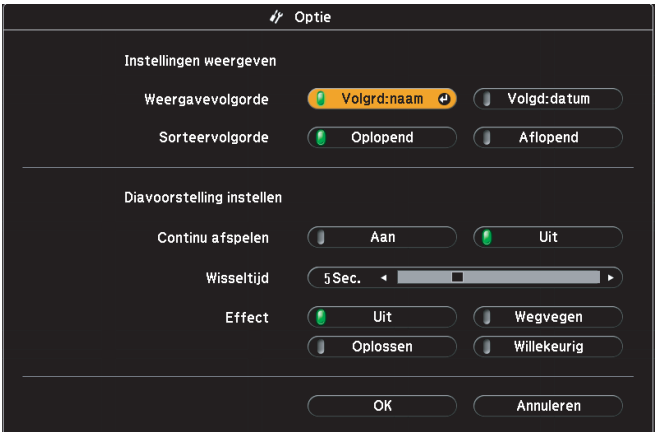 Optie
Instellingen weergeven
Weergavevolgorde Volgrd:naam Volgd:datum
Sorteervolgorde Oplopend Aflopend
Diavoorstelling instellen
Continu afspelen Aan Uit
Wisseltijd 5Sec.
Effect Uit Wegvegen
Oplossen Willekeurig
OK Annuleren